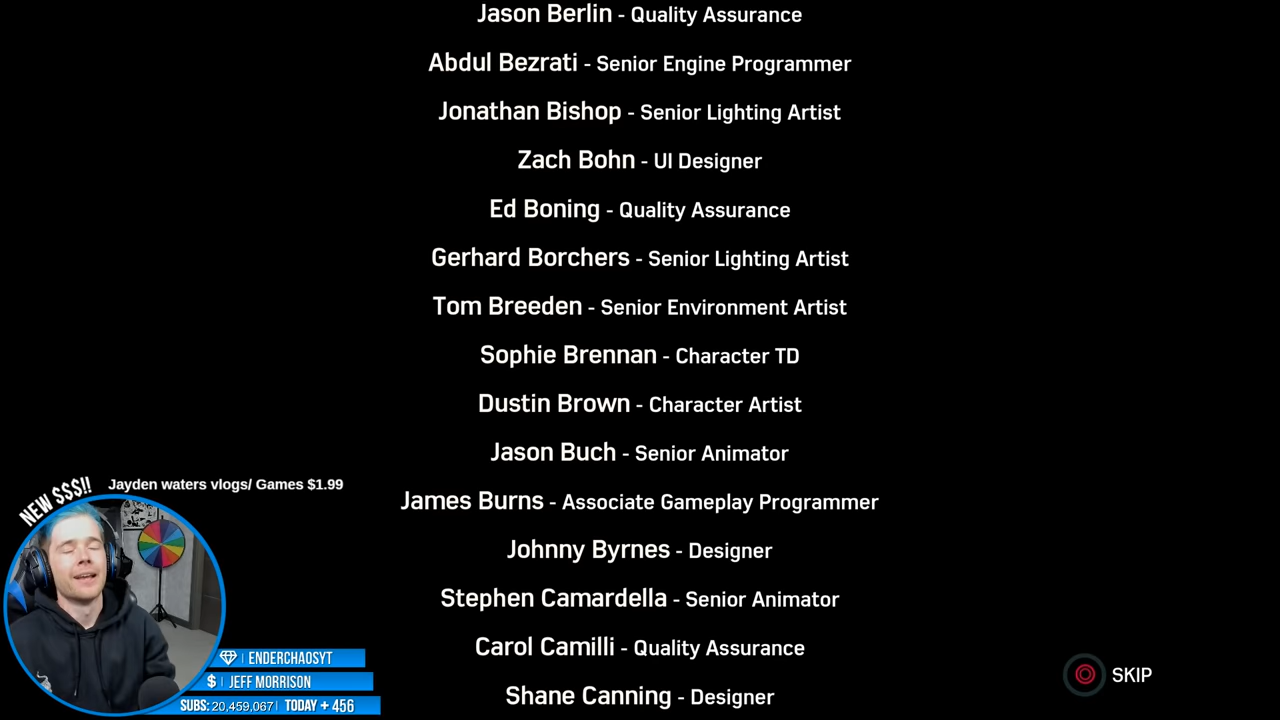 Jason Berlin - Quality Assurance
Abdul Bezrati - Senior Engine Programmer
Jonathan Bishop - Senior Lighting Artist
Zach Bohn - UI Designer
Ed Boning - Quality Assurance
Gerhard Borchers - Senior Lighting Artist
Tom Breeden - Senior Environment Artist
Sophie Brennan - Character TD
Dustin Brown - Character Artist
Jason Buch - Senior Animator
James Burns - Associate Gameplay Programmer
Johnny Byrnes - Designer
Stephen Camardella - Senior Animator
Carol Camilli - Quality Assurance
Shane Canning - Designer
SKIP
NEW $$$!!
Jayden waters vlogs/ Games $1.99
ENDERCHAOSYT
$ | JEFF MORRISON
SUBS: 20,459,067 | TODAY + 456